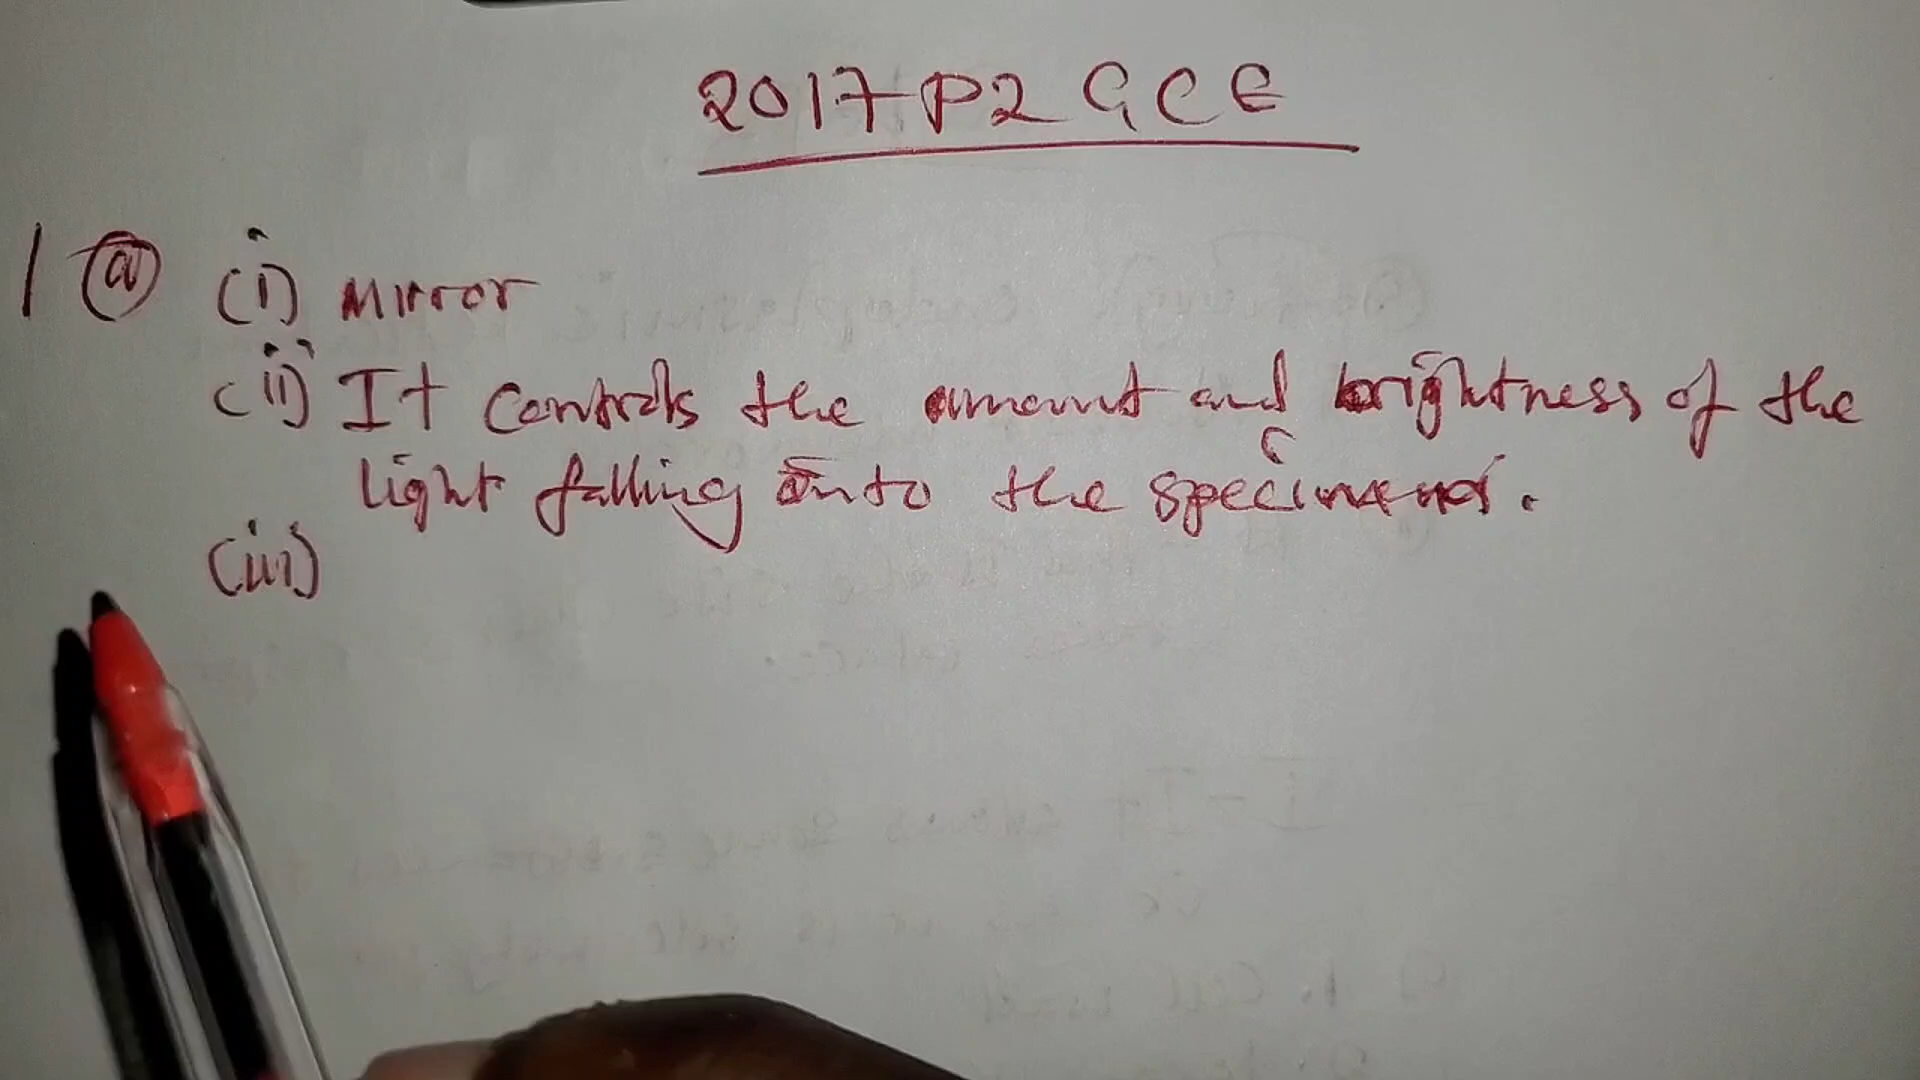 2017 P2 GCE
1 (a) (i) Mirror
(ii) It controls the amount and brightness of the
light falling onto the specimens.
(iii)